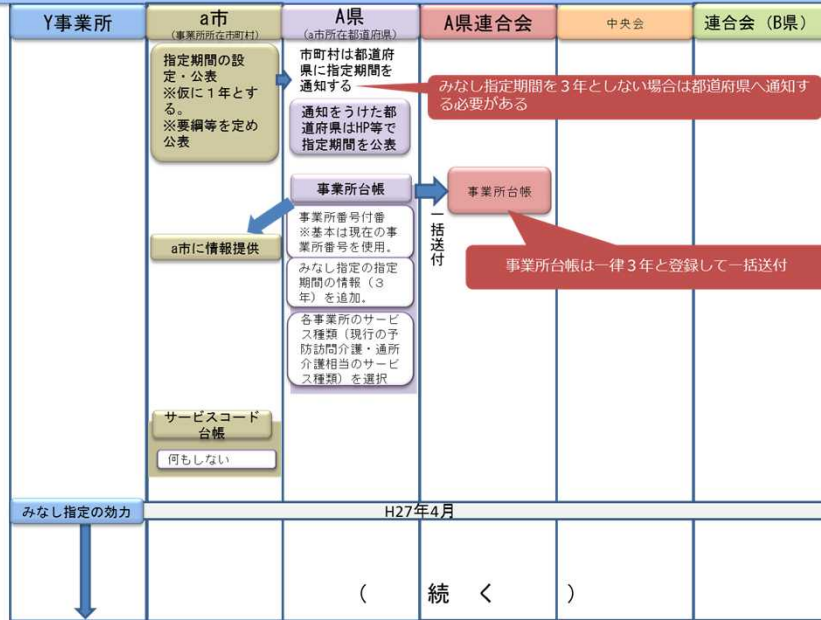 Y事業所
a市
(事業所所在市町村)
A県
(a市所在都道府県)
A県連合会
中央会
連合会（B県）
指定期間の設
定・公表
※仮に１年とす
る。
※要綱等を定め
公表
市町村は都道府
県に指定期間を
通知する
みなし指定期間を３年としない場合は都道府県へ通知す
る必要がある
通知をうけた都
道府県はHP等で
指定期間を公表
事業所台帳
事業所台帳
一括送付
事業所番号付番
※基本は現在の事
業所番号を使用。
a市に情報提供
事業所台帳は一律３年と登録して一括送付
みなし指定の指定
期間の情報（３
年）を追加。
各事業所のサービ
ス種類（現行の予
防訪問介護・通所
介護相当のサービ
ス種類）を選択
サービスコード
台帳
何もしない
みなし指定の効力
H27年4月
（　続　く　）